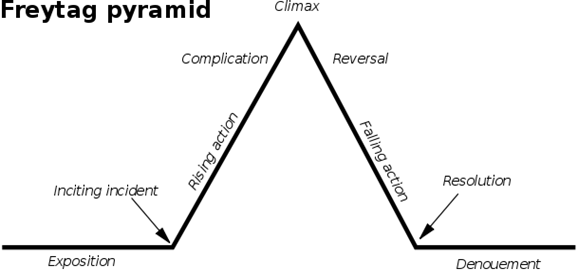 Freytag pyramid
Climax
Complication
Reversal
Rising action
Falling action
Inciting incident
Resolution
Exposition
Denouement